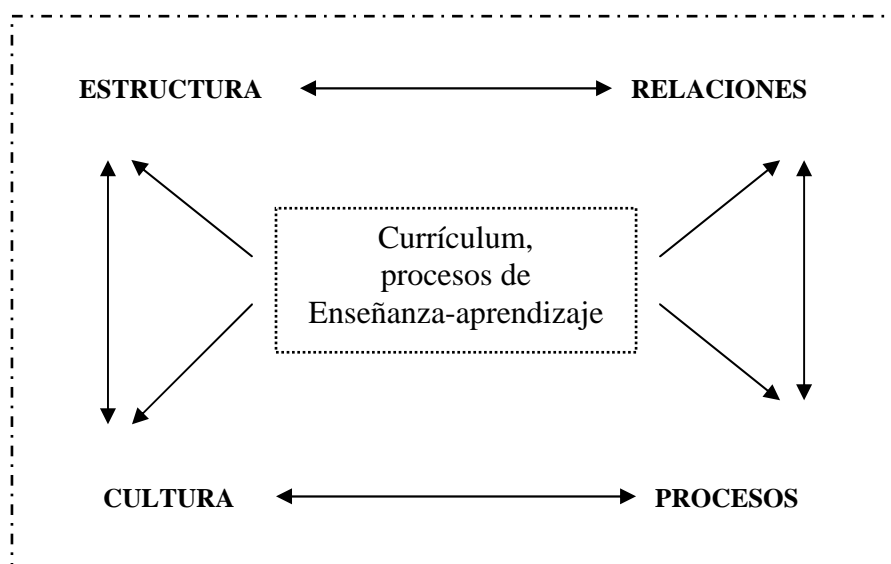 ESTRUCTURA RELACIONES
Currículum,
procesos de
Enseñanza-aprendizaje
CULTURA PROCESOS